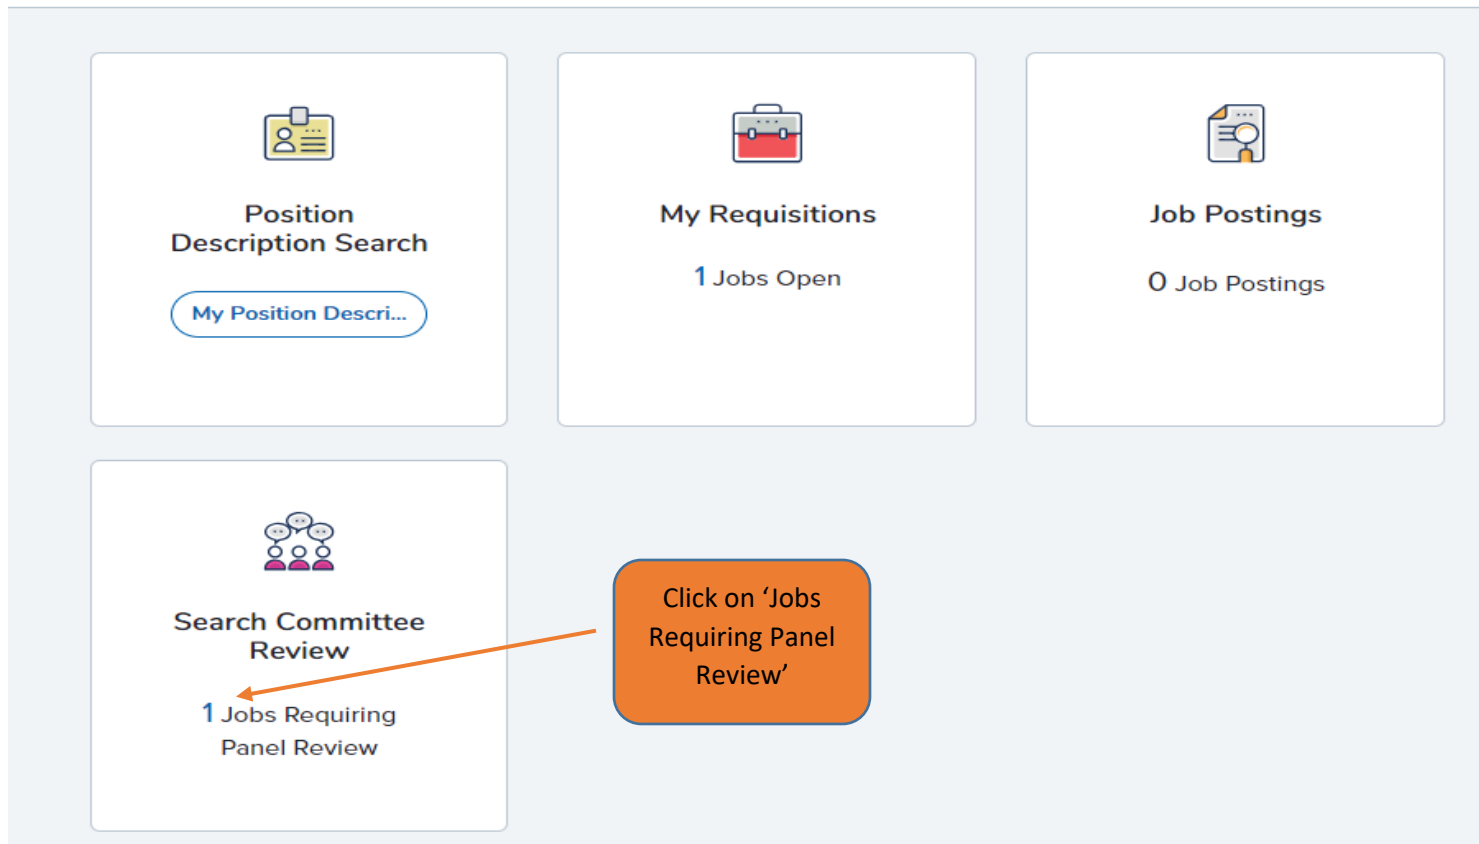 Position
Description Search
My Position Descri...
My Requisitions
1 Jobs Open
Job Postings
0 Job Postings
Search Committee
Review
1 Jobs Requiring
Panel Review
Click on ‘Jobs
Requiring Panel
Review’